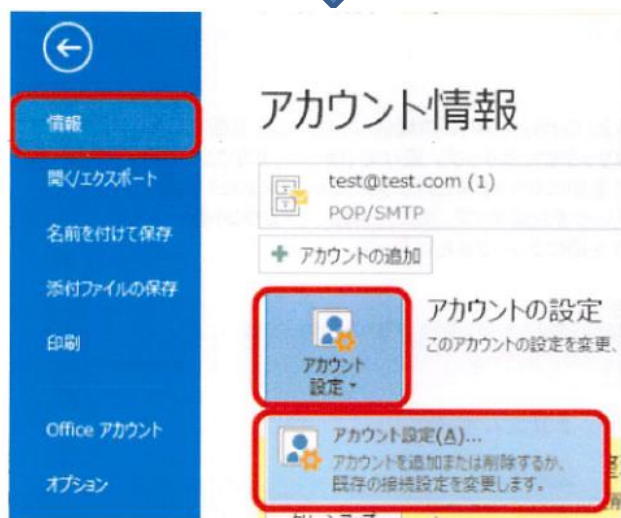 情報
開く/エクスポート
名前を付けて保存
添付ファイルの保存
印刷
Office アカウント
オプション
アカウント情報
test@test.com (1)
POP/SMTP
アカウントの追加
アカウントの設定
このアカウントの設定を変更、
アカウント
設定
アカウント設定(A)...
アカウントを追加または削除するか、
既存の接続設定を変更します。